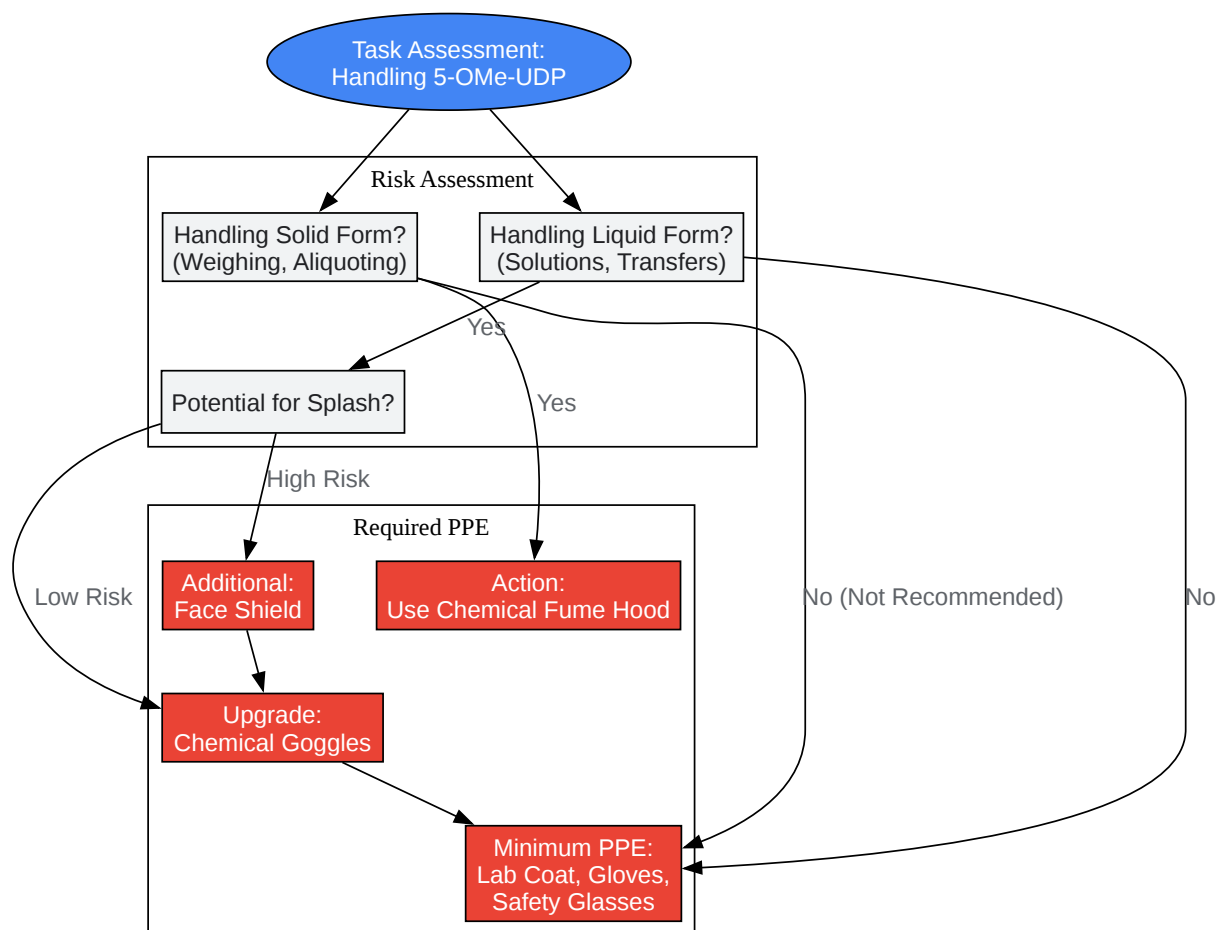 Task Assessment:
Handling 5-OMe-UDP
Risk Assessment
Handling Solid Form?
(Weighing, Aliquoting)
Handling Liquid Form?
(Solutions, Transfers)
Yes
Potential for Splash?
Yes
High Risk
Required PPE
Additional:
Face Shield
Action:
Use Chemical Fume Hood
Low Risk
No (Not Recommended)
No
Upgrade:
Chemical Goggles
Minimum PPE:
Lab Coat, Gloves,
Safety Glasses